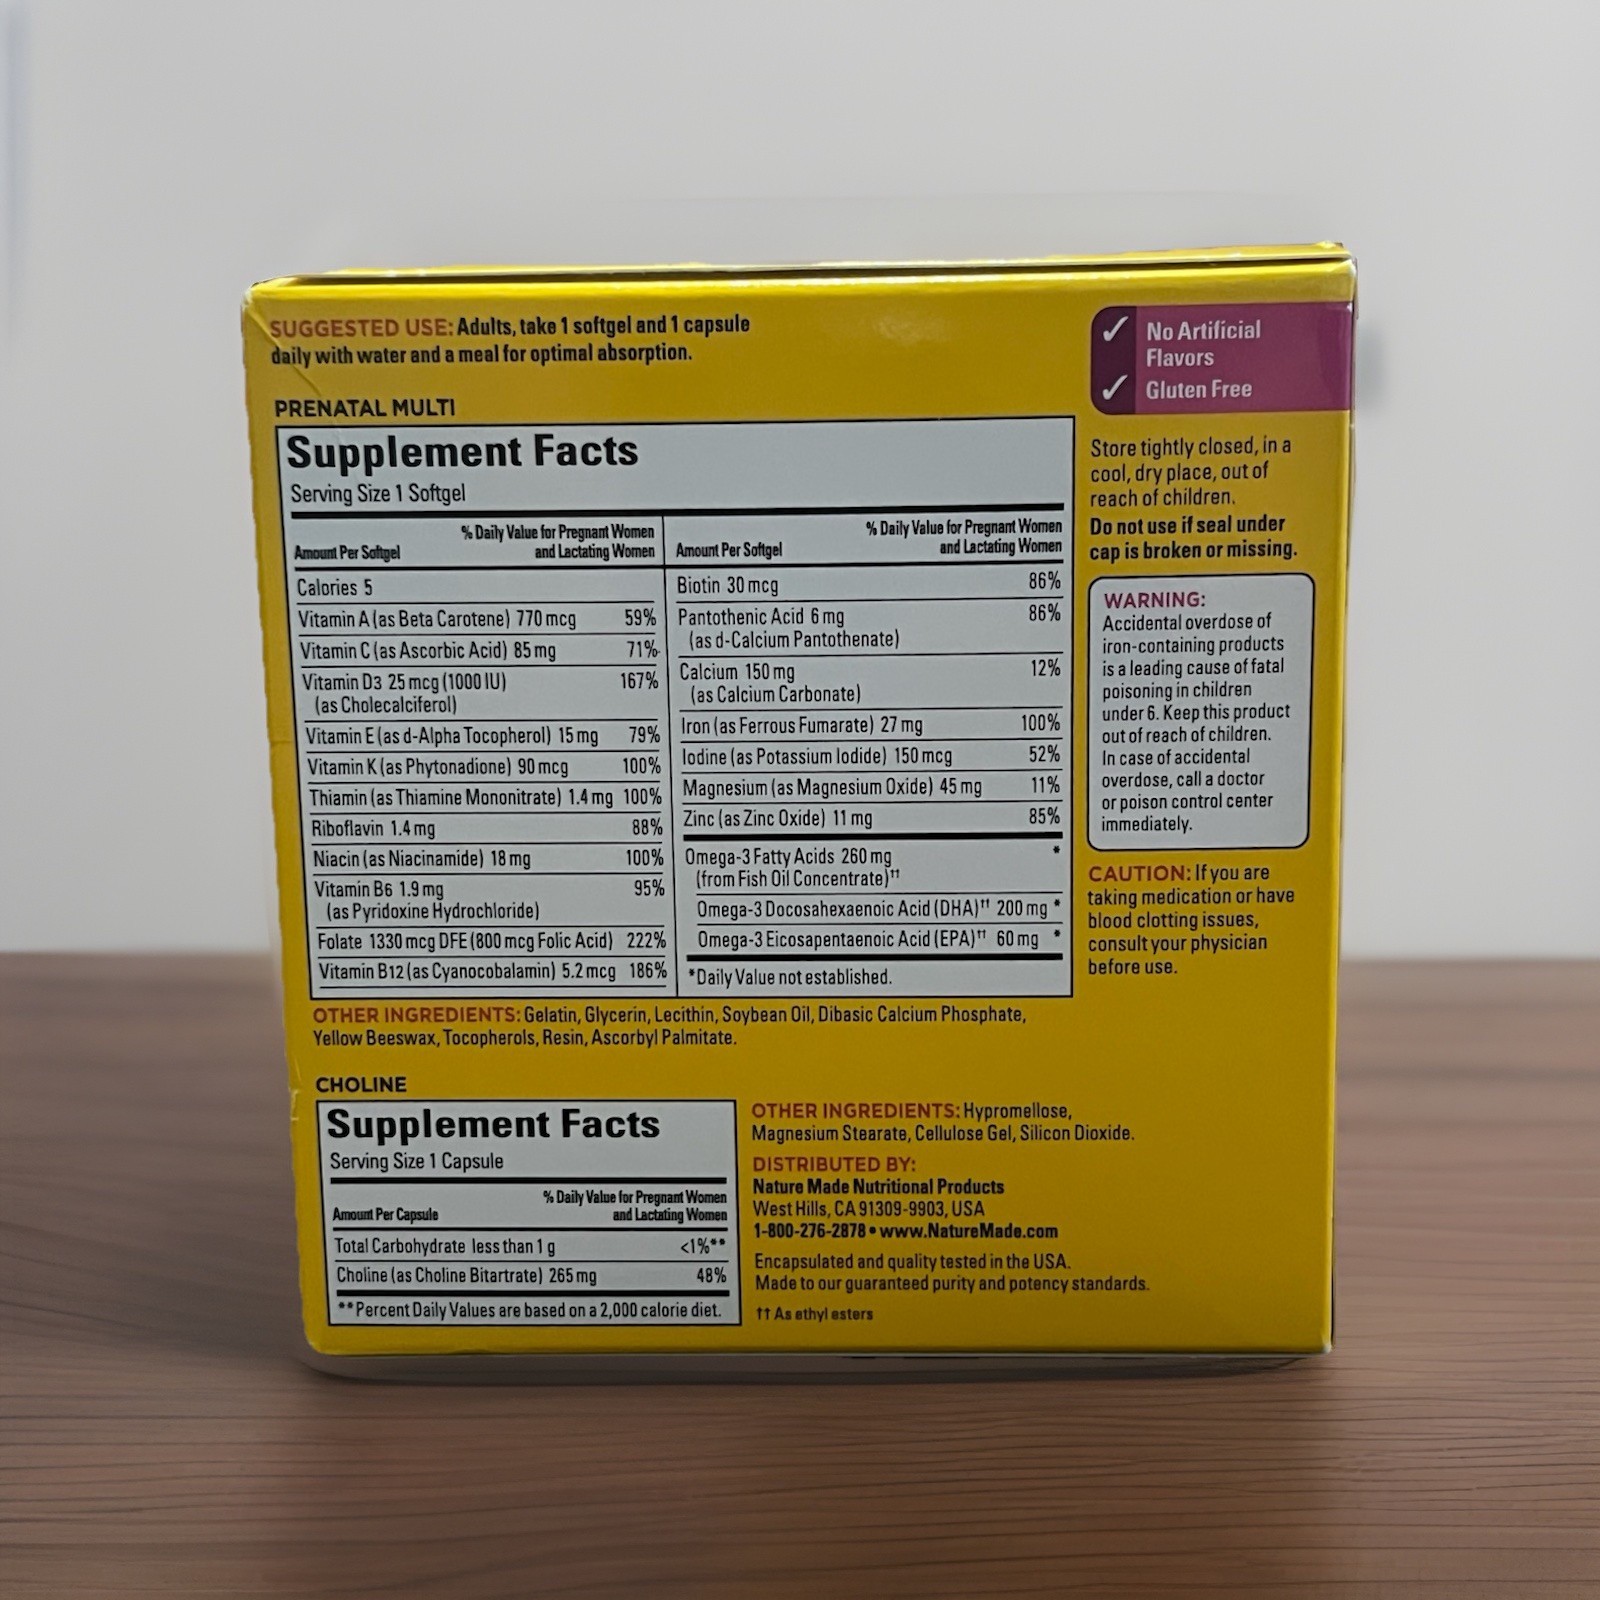 SUGGESTED USE: Adults, take 1 softgel and 1 capsule
daily with water and a meal for optimal absorption.
PRENATAL MULTI
Supplement Facts
Serving Size 1 Softgel
% Daily Value for Pregnant Women
Amount Per Softgel and Lactating Women
Calories 5
Vitamin A (as Beta Carotene) 770 mcg 59%
Vitamin C (as Ascorbic Acid) 85 mg 71%
Vitamin D3 25 mcg (1000 IU) 167%
(as Cholecalciferol)
Vitamin E (as d-Alpha Tocopherol) 15 mg 79%
Vitamin K (as Phytonadione) 90 mcg 100%
Thiamin (as Thiamine Mononitrate) 1.4 mg 100%
Riboflavin 1.4 mg 88%
Niacin (as Niacinamide) 18 mg 100%
Vitamin B6 1.9 mg 95%
(as Pyridoxine Hydrochloride)
Folate 1330 mcg DFE (800 mcg Folic Acid) 222%
Vitamin B12 (as Cyanocobalamin) 5.2 mcg 186%
% Daily Value for Pregnant Women
Amount Per Softgel and Lactating Women
Biotin 30 mcg 86%
Pantothenic Acid 6 mg 86%
(as d-Calcium Pantothenate)
Calcium 150 mg 12%
(as Calcium Carbonate)
Iron (as Ferrous Fumarate) 27 mg 100%
Iodine (as Potassium Iodide) 150 mcg 52%
Magnesium (as Magnesium Oxide) 45 mg 11%
Zinc (as Zinc Oxide) 11 mg 85%
Omega-3 Fatty Acids 260 mg *
(from Fish Oil Concentrate)††
Omega-3 Docosahexaenoic Acid (DHA)†† 200 mg *
Omega-3 Eicosapentaenoic Acid (EPA)†† 60 mg *
*Daily Value not established.
OTHER INGREDIENTS: Gelatin, Glycerin, Lecithin, Soybean Oil, Dibasic Calcium Phosphate,
Yellow Beeswax, Tocopherols, Resin, Ascorbyl Palmitate.
CHOLINE
Supplement Facts
Serving Size 1 Capsule
% Daily Value for Pregnant Women
Amount Per Capsule and Lactating Women
Total Carbohydrate less than 1 g <1%**
Choline (as Choline Bitartrate) 265 mg 48%
**Percent Daily Values are based on a 2,000 calorie diet.
OTHER INGREDIENTS: Hypromellose,
Magnesium Stearate, Cellulose Gel, Silicon Dioxide.
DISTRIBUTED BY:
Nature Made Nutritional Products
West Hills, CA 91309-9903, USA
1-800-276-2878 • www.NatureMade.com
Encapsulated and quality tested in the USA.
Made to our guaranteed purity and potency standards.
†† As ethyl esters
✓ No Artificial
Flavors
✓ Gluten Free
Store tightly closed, in a
cool, dry place, out of
reach of children.
Do not use if seal under
cap is broken or missing.
WARNING:
Accidental overdose of
iron-containing products
is a leading cause of fatal
poisoning in children
under 6. Keep this product
out of reach of children.
In case of accidental
overdose, call a doctor
or poison control center
immediately.
CAUTION: If you are
taking medication or have
blood clotting issues,
consult your physician
before use.